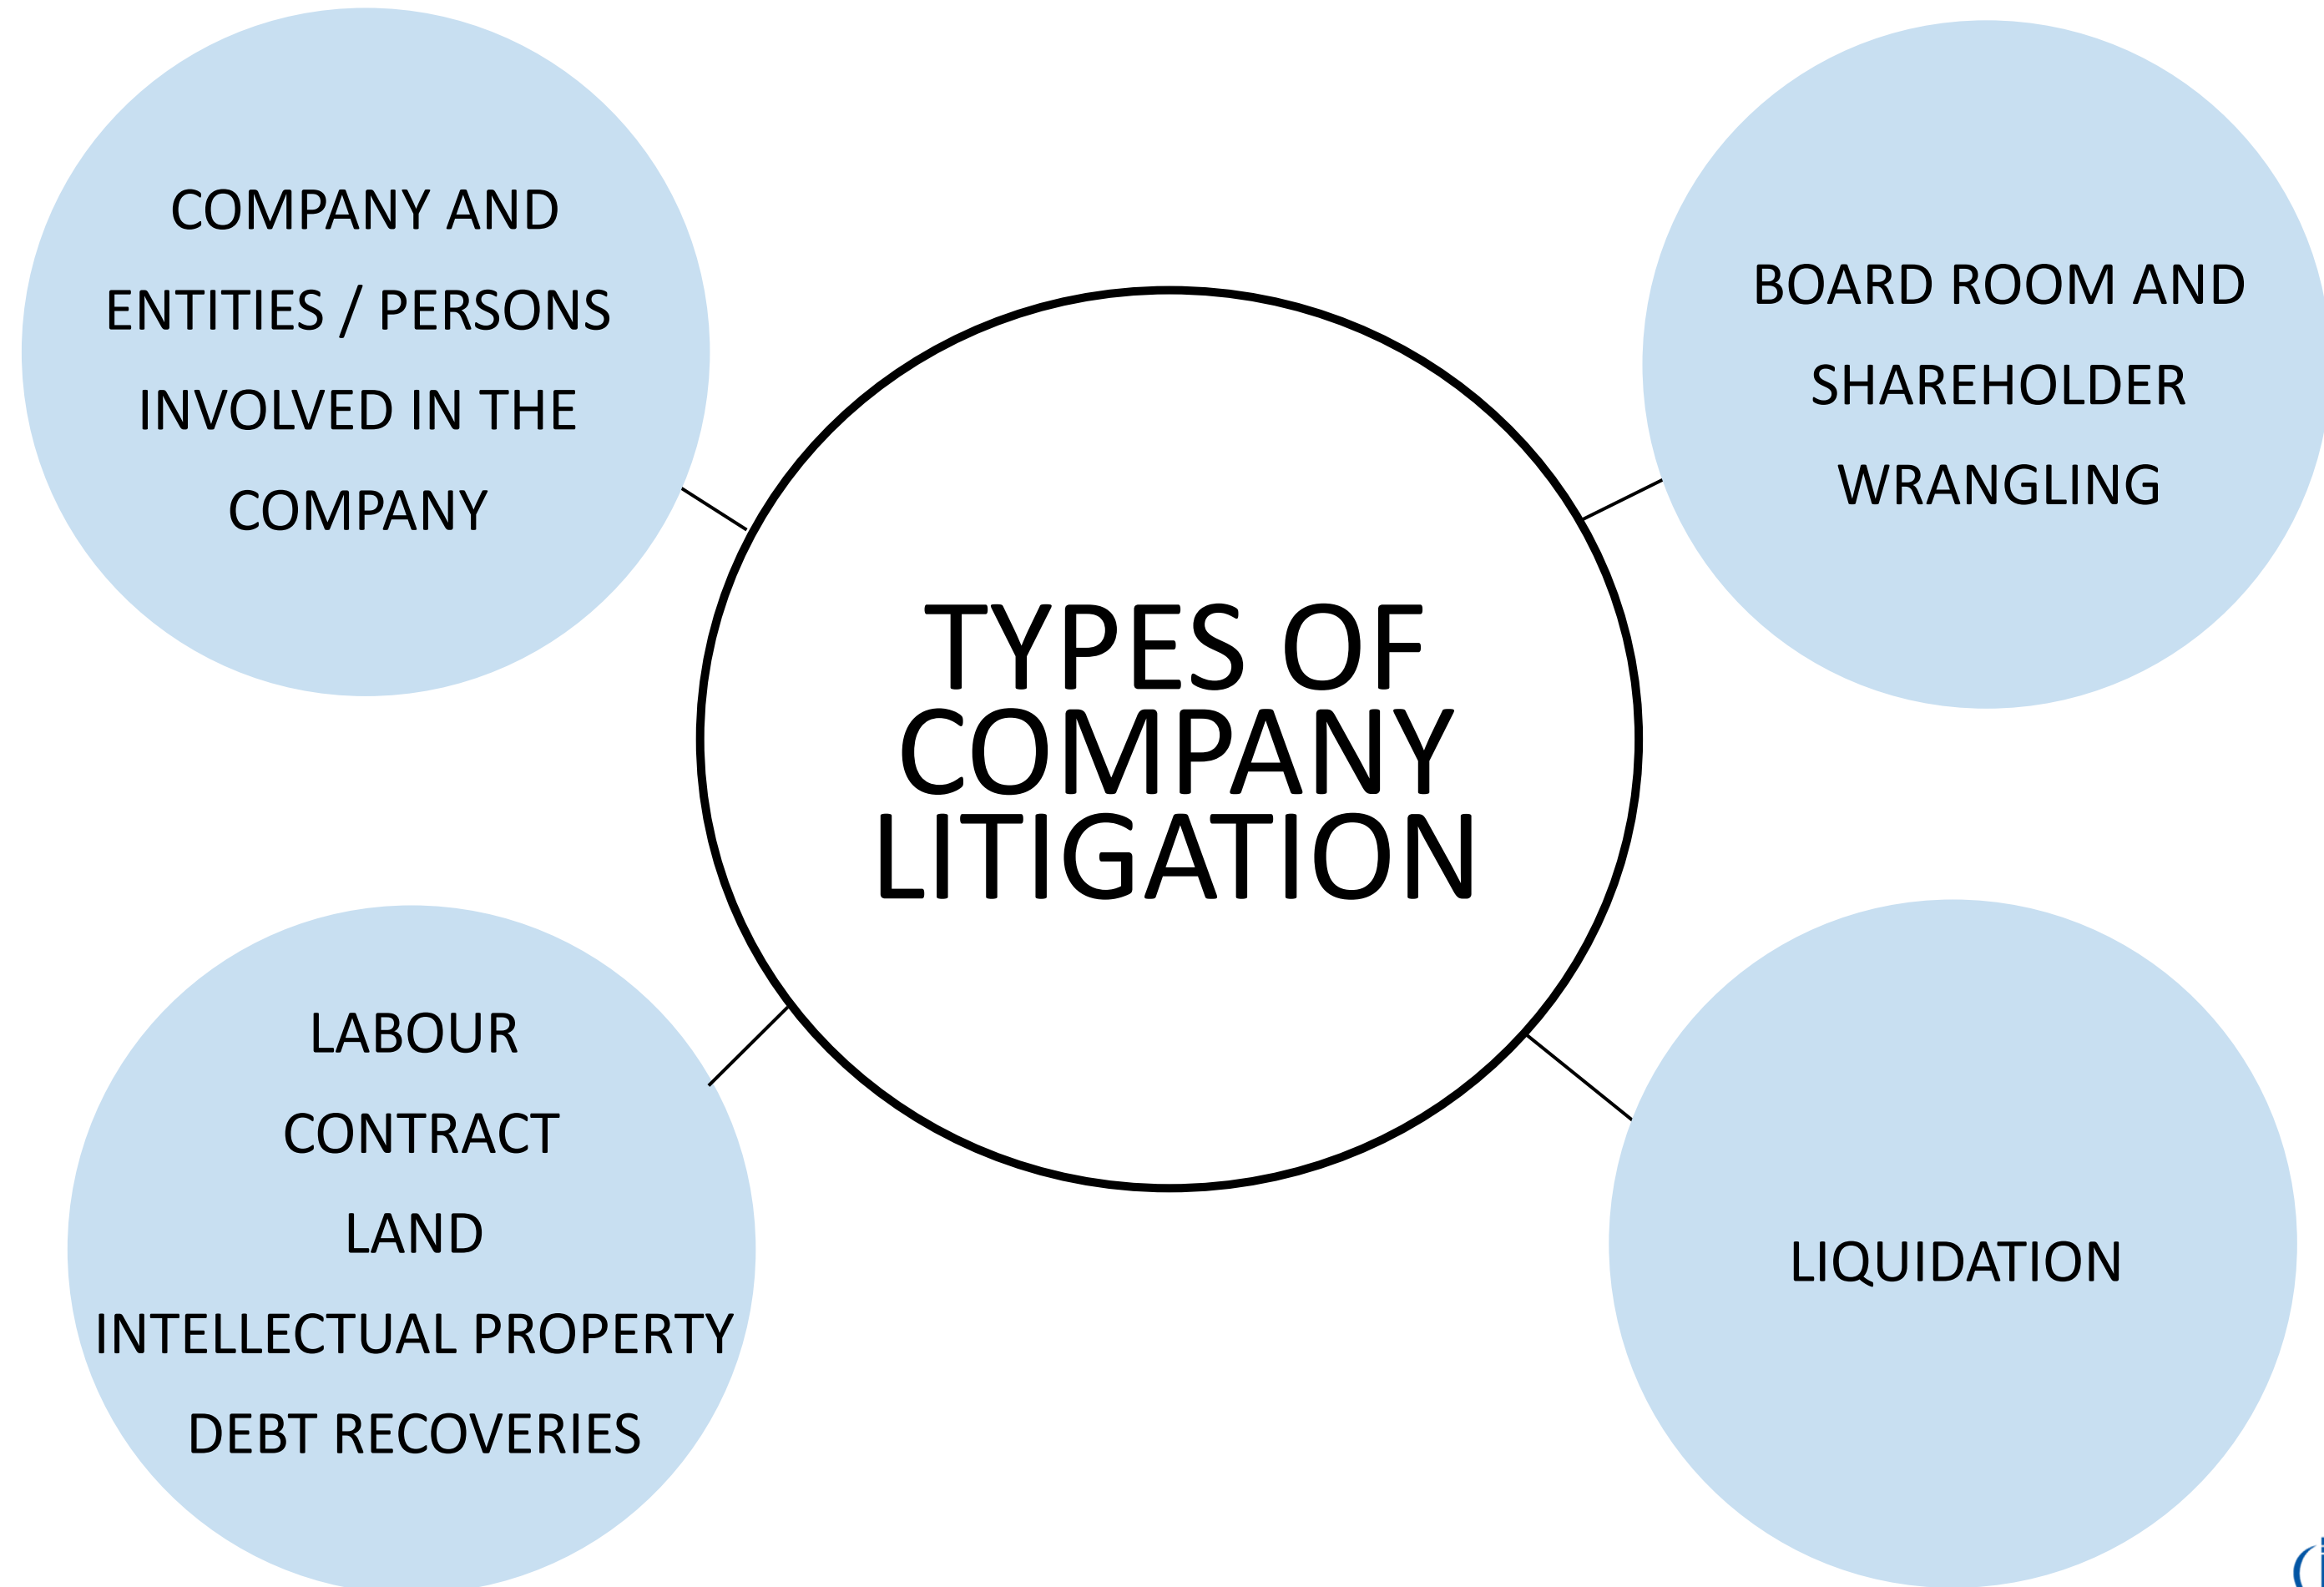 COMPANY AND
ENTITIES / PERSONS
INVOLVED IN THE
COMPANY
BOARD ROOM AND
SHAREHOLDER
WRANGLING
TYPES OF
COMPANY
LITIGATION
LABOUR
CONTRACT
LAND
INTELLECTUAL PROPERTY
DEBT RECOVERIES
LIQUIDATION